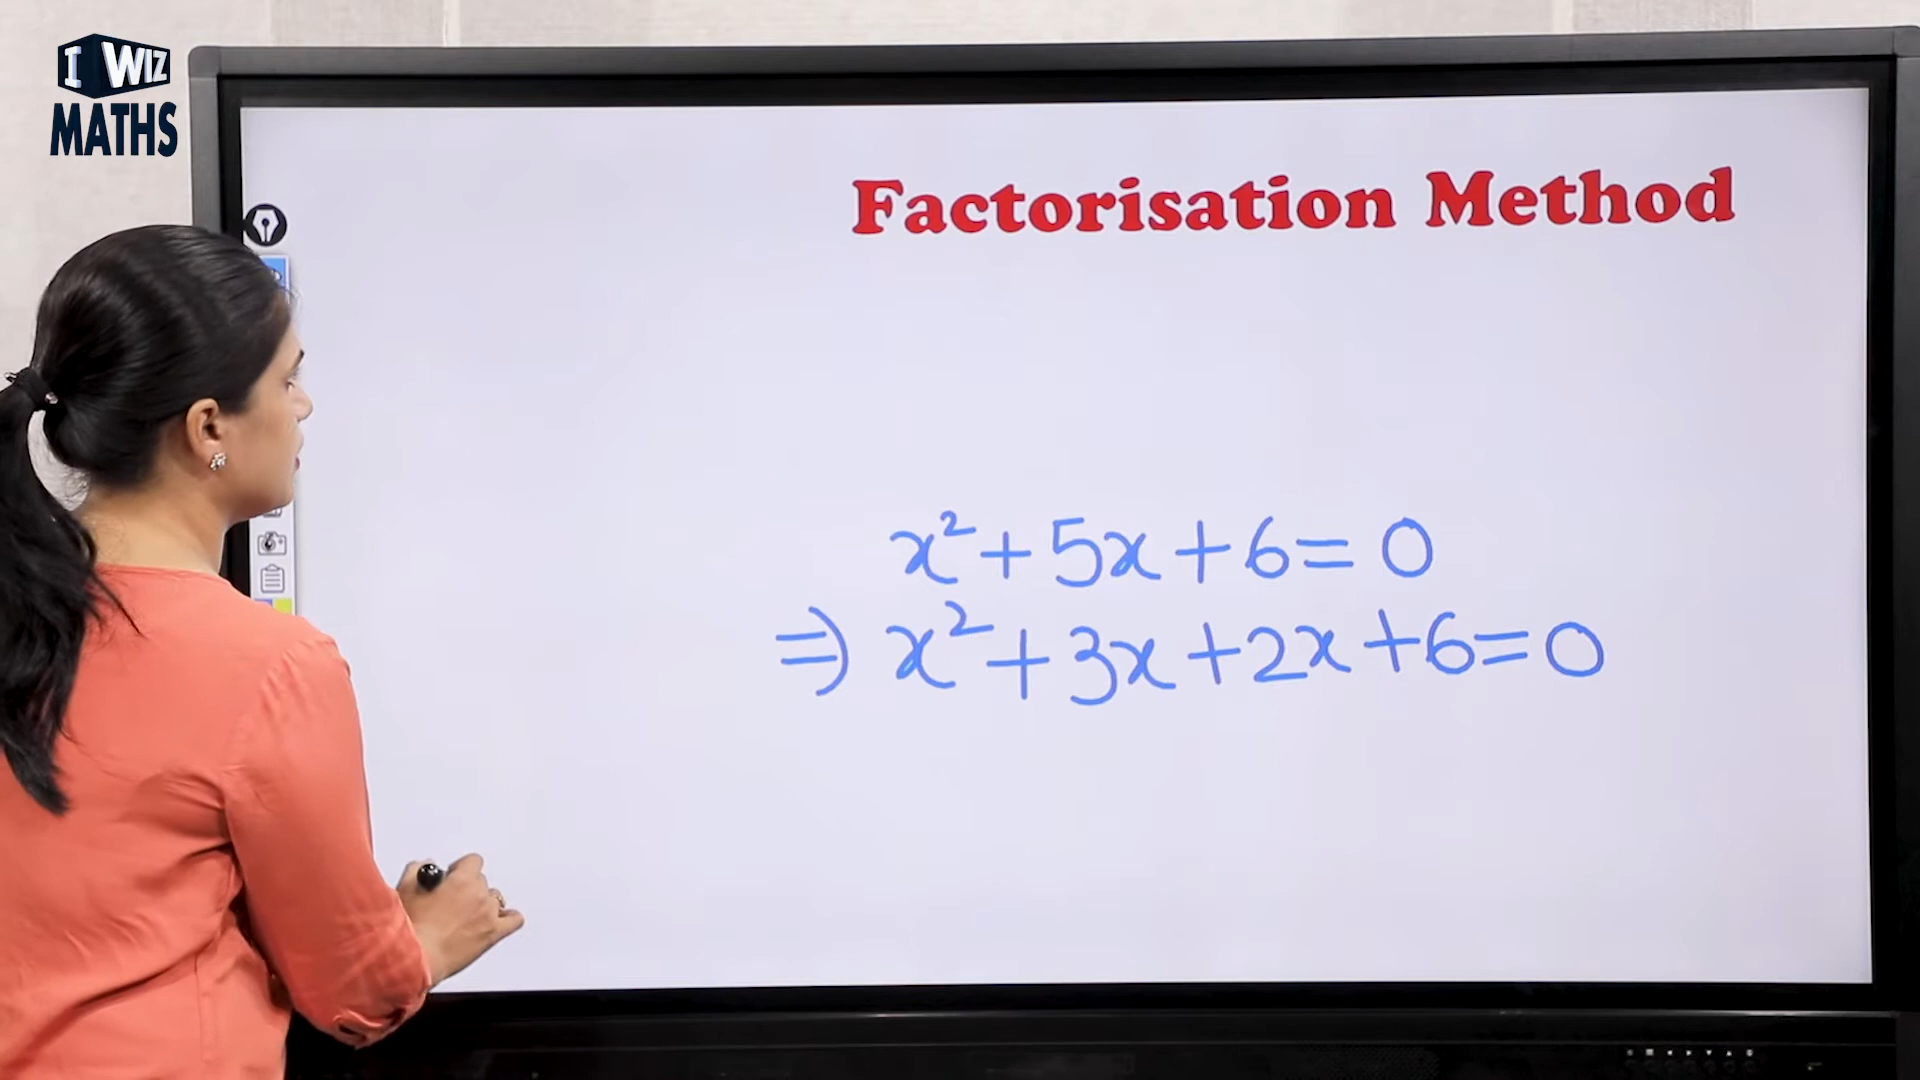 I WIZ
MATHS
Factorisation Method
x² + 5x + 6 = 0
⇒ x² + 3x + 2x + 6 = 0